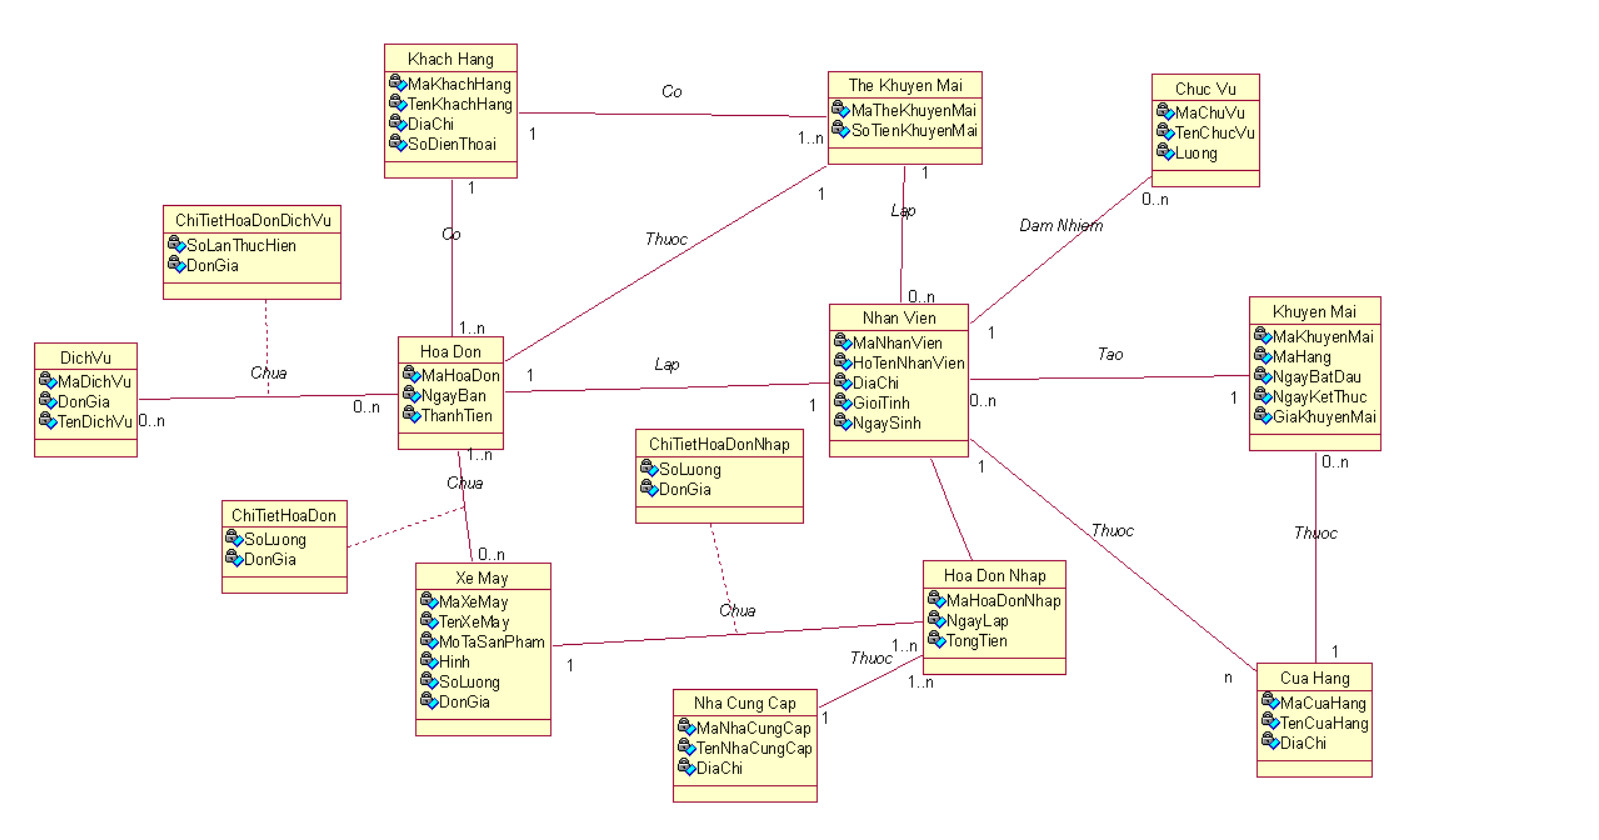 Khach Hang
MaKhachHang
TenKhachHang
DiaChi
SoDienThoai
Co
1
1..n
The Khuyen Mai
MaTheKhuyenMai
SoTienKhuyenMai
Chuc Vu
MaChuVu
TenChucVu
Luong
1
Co
1..n
1
Thuoc
1
Lap
0..n
0..n
Dam Nhiem
1
ChiTietHoaDonDichVu
SoLanThucHien
DonGia
DichVu
MaDichVu
DonGia
TenDichVu
0..n
Chua
0..n
Hoa Don
MaHoaDon
NgayBan
ThanhTien
1
Lap
1
Nhan Vien
MaNhanVien
HoTenNhanVien
DiaChi
GioiTinh
NgaySinh
0..n
Tao
1
Khuyen Mai
MaKhuyenMai
MaHang
NgayBatDau
NgayKetThuc
GiaKhuyenMai
1..n
Chua
0..n
ChiTietHoaDon
SoLuong
DonGia
ChiTietHoaDonNhap
SoLuong
DonGia
1
Thuoc
n
0..n
Thuoc
1
Xe May
MaXeMay
TenXeMay
MoTaSanPham
Hinh
SoLuong
DonGia
1
Chua
1..n
Hoa Don Nhap
MaHoaDonNhap
NgayLap
TongTien
Thuoc
1..n
1
Nha Cung Cap
MaNhaCungCap
TenNhaCungCap
DiaChi
Cua Hang
MaCuaHang
TenCuaHang
DiaChi